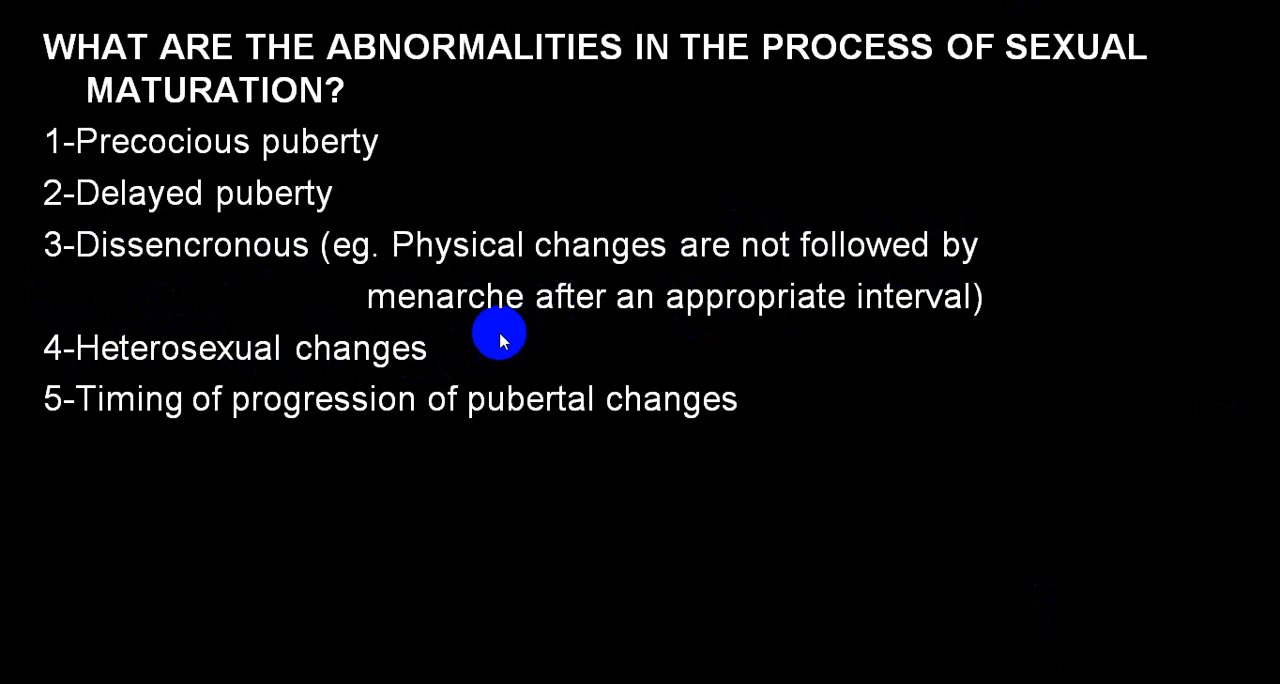 WHAT ARE THE ABNORMALITIES IN THE PROCESS OF SEXUAL
MATURATION?
1-Precocious puberty
2-Delayed puberty
3-Dissencronous (eg. Physical changes are not followed by
menarche after an appropriate interval)
4-Heterosexual changes
5-Timing of progression of pubertal changes